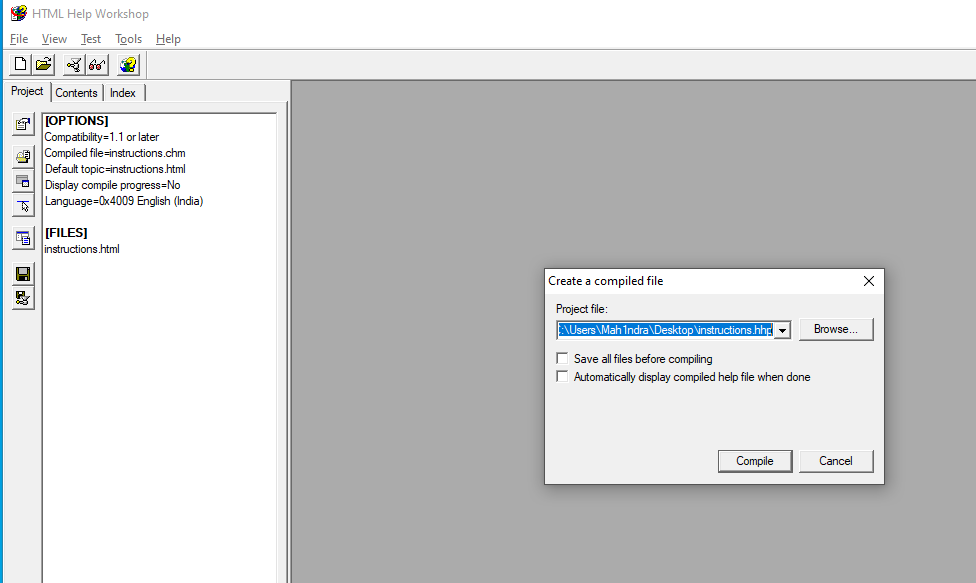 HTML Help Workshop
File View Test Tools Help
Project Contents Index
[OPTIONS]
Compatibility=1.1 or later
Compiled file=instructions.chm
Default topic=instructions.html
Display compile progress=No
Language=0x4009 English (India)
[FILES]
instructions.html
Create a compiled file
Project file:
:\Users\Mah1ndra\Desktop\instructions.hhp
Browse...
Save all files before compiling
Automatically display compiled help file when done
Compile Cancel